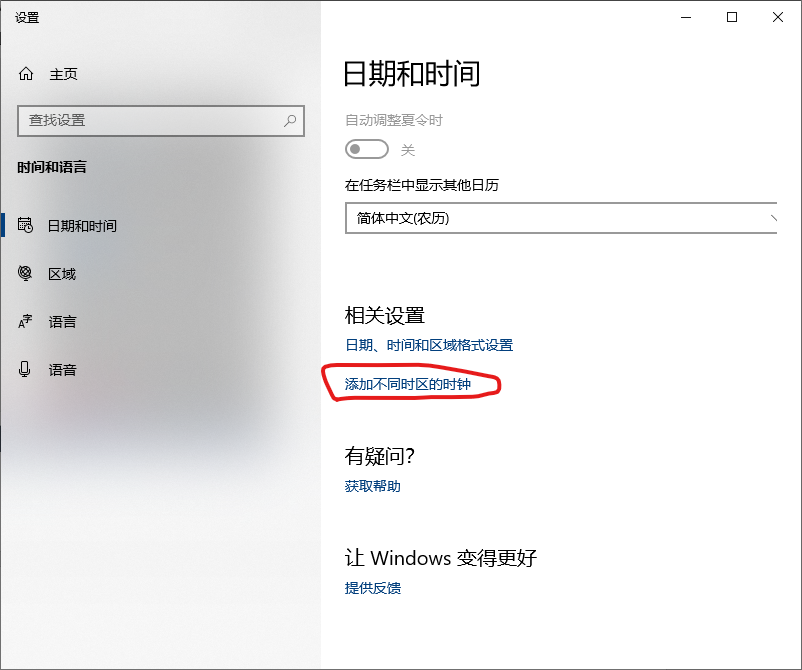 设置
主页
查找设置
时间和语言
日期和时间
区域
语言
语音
日期和时间
自动调整夏令时
关
在任务栏中显示其他日历
简体中文(农历)
相关设置
日期、时间和区域格式设置
添加不同时区的时钟
有疑问?
获取帮助
让 Windows 变得更好
提供反馈